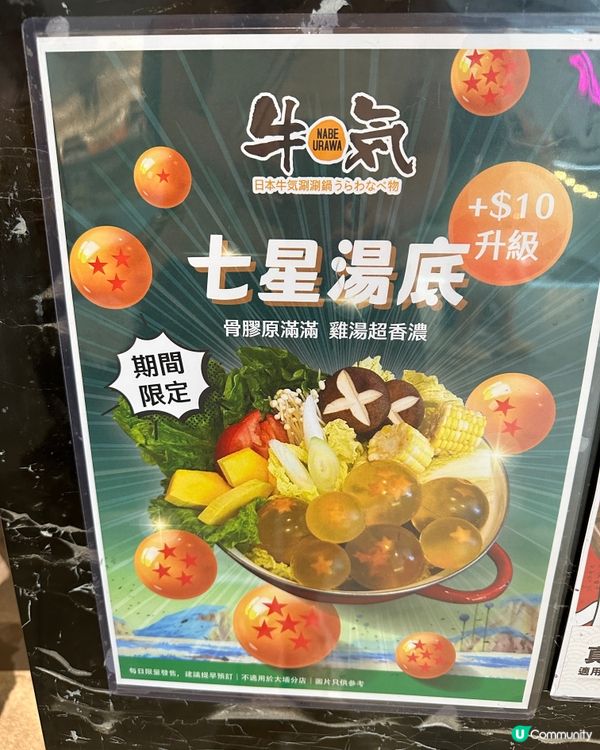 牛気
NABE
URAWA
日本牛気涮涮鍋うらわなべ物
+$10
升級
七星湯底
骨膠原滿滿 雞湯超香濃
期間
限定
每日限量發售，建議提早預訂｜不適用於大埔分店｜圖片只供參考
真
適用
U Community